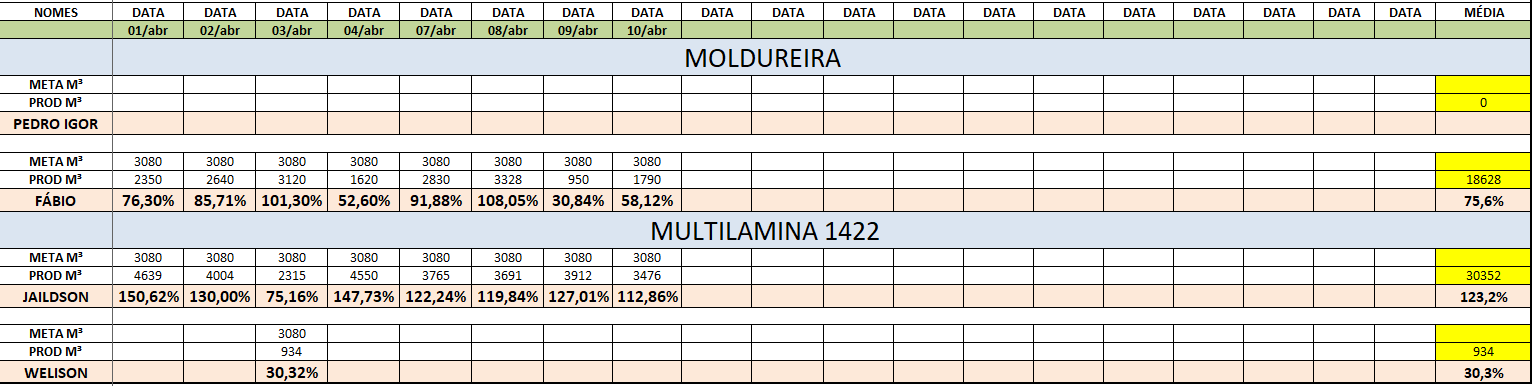 NOMES DATA DATA DATA DATA DATA DATA DATA DATA DATA DATA DATA DATA DATA DATA DATA DATA DATA DATA DATA MÉDIA
01/abr 02/abr 03/abr 04/abr 07/abr 08/abr 09/abr 10/abr
MOLDUREIRA
META M³
PROD M³ 0
PEDRO IGOR
META M³ 3080 3080 3080 3080 3080 3080 3080 3080
PROD M³ 2350 2640 3120 1620 2830 3328 950 1790 18628
FÁBIO 76,30% 85,71% 101,30% 52,60% 91,88% 108,05% 30,84% 58,12% 75,6%
MULTILAMINA 1422
META M³ 3080 3080 3080 3080 3080 3080 3080 3080
PROD M³ 4639 4004 2315 4550 3765 3691 3912 3476 30352
JAILDSON 150,62% 130,00% 75,16% 147,73% 122,24% 119,84% 127,01% 112,86% 123,2%
META M³ 3080
PROD M³ 934 934
WELISON 30,32% 30,3%